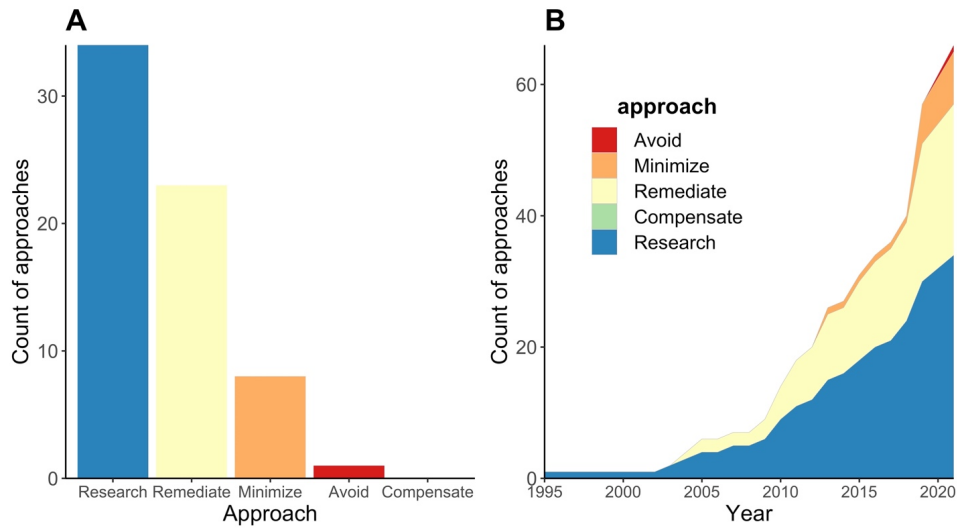 A
Count of approaches
30
20
10
0
Research Remediate Minimize Avoid Compensate
Approach
B
Count of approaches
60
40
20
0
approach
Avoid
Minimize
Remediate
Compensate
Research
1995 2000 2005 2010 2015 2020
Year